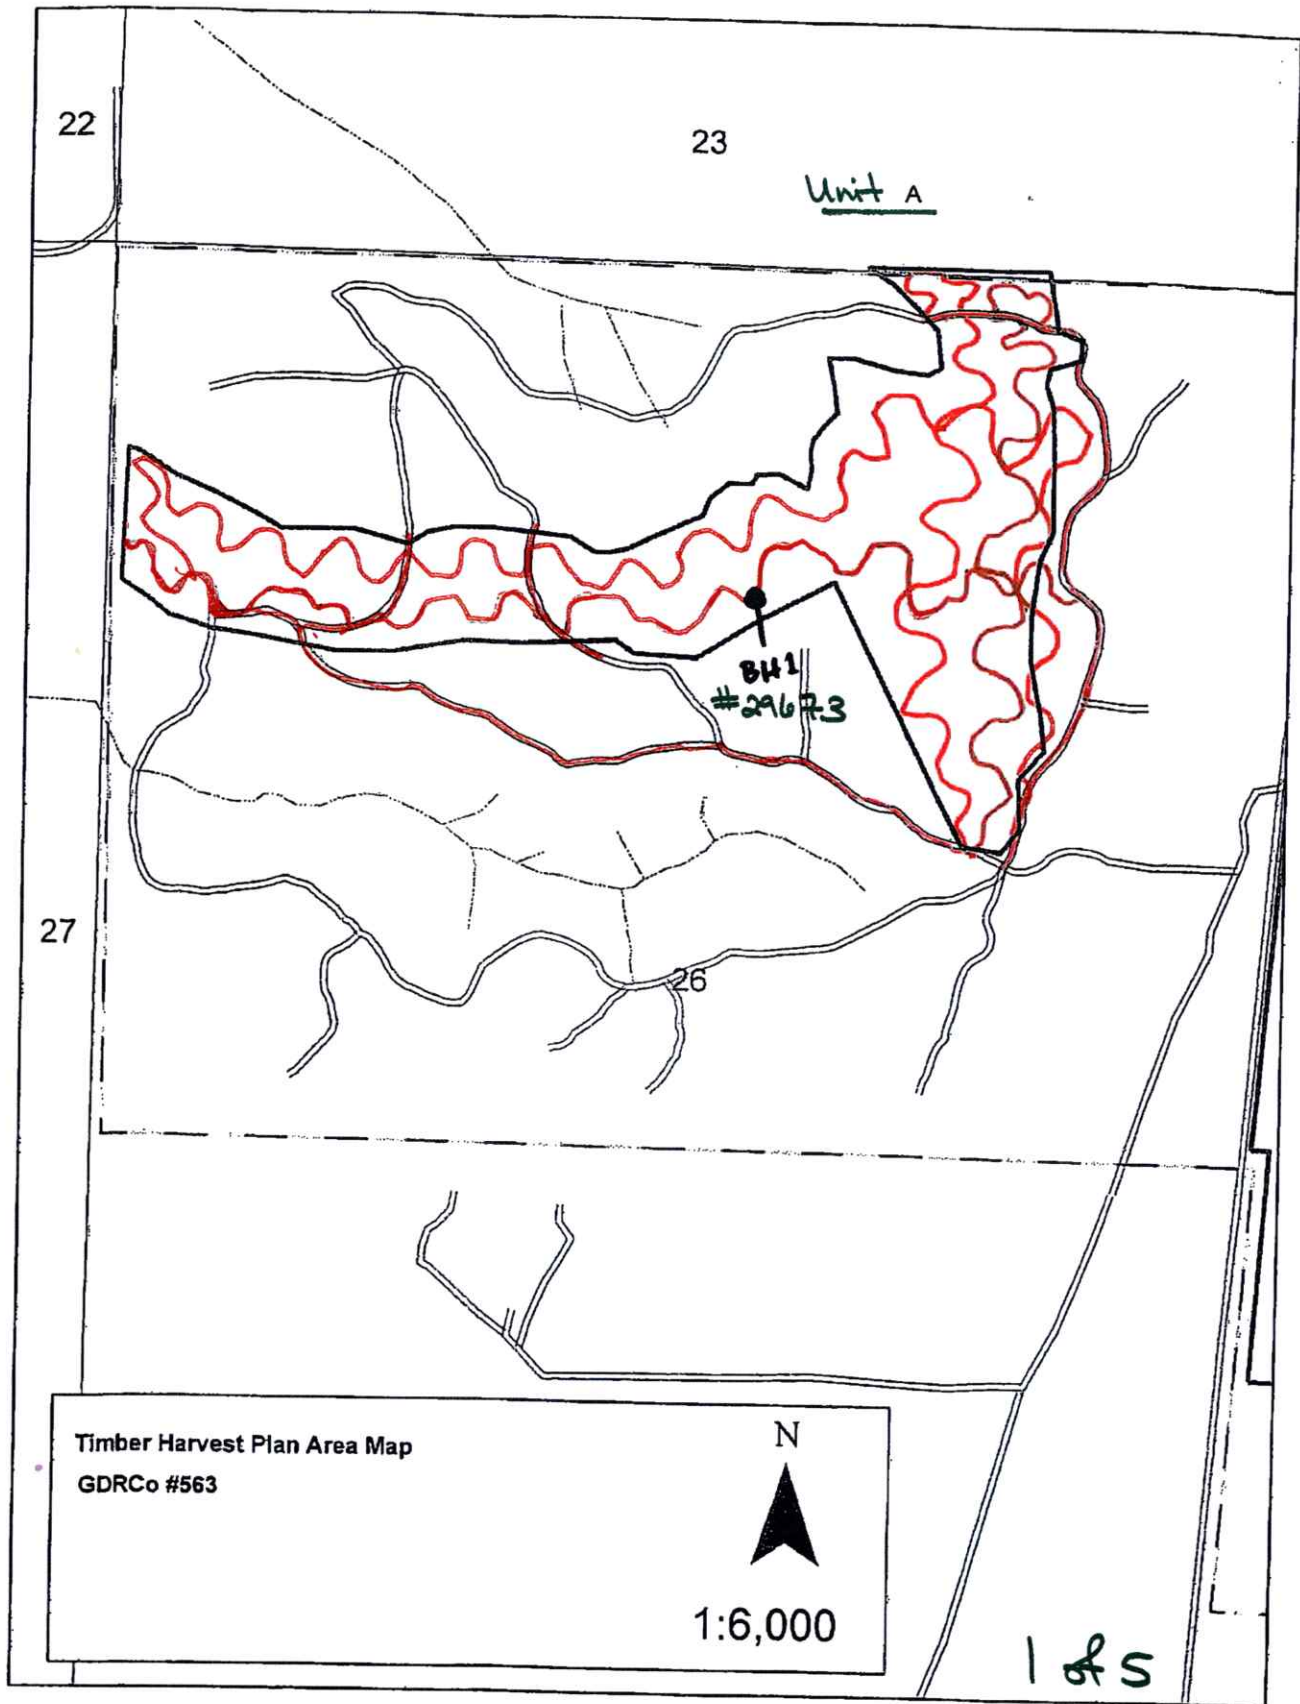 22
23
Unit A
BH1
#29673
27
26
Timber Harvest Plan Area Map
GDRCo #563
N
1:6,000
1 of 5